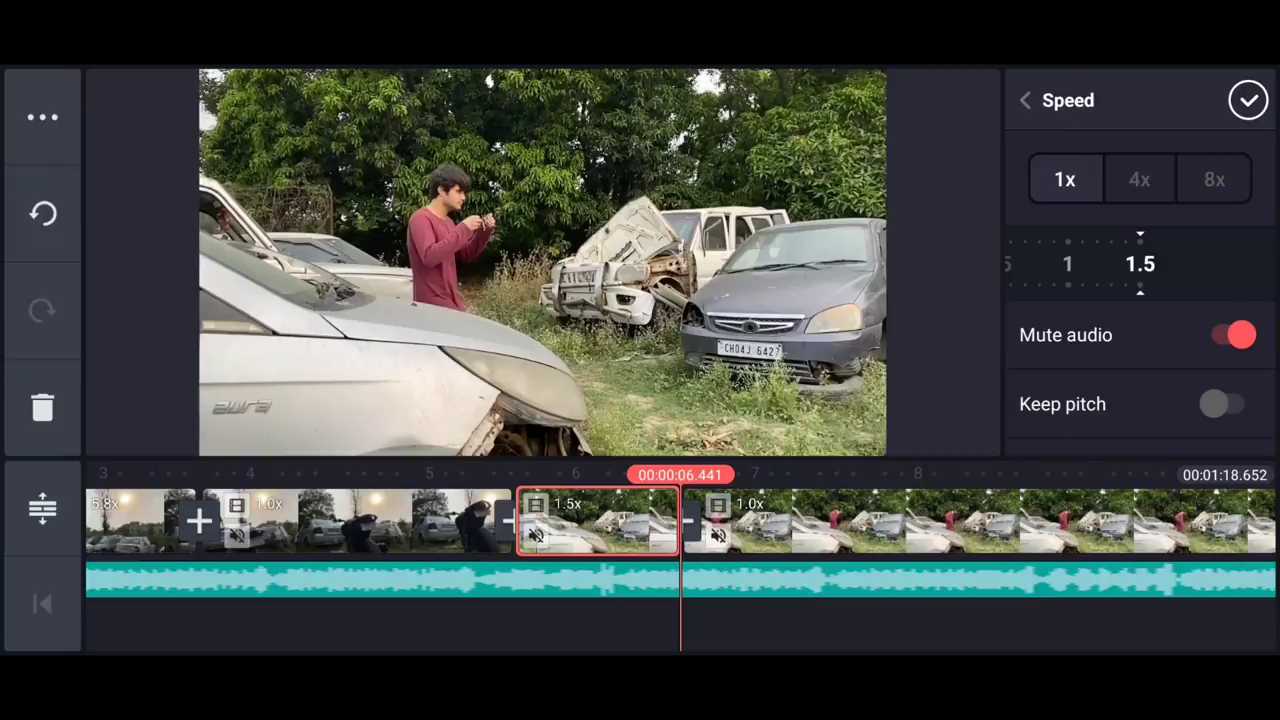 Speed
1x 4x 8x
1 1.5
Mute audio
Keep pitch
CH04J 6427
aura
3 4 5 6 00:00:06.441 7 8 00:01:18.652
5.8x 1.0x 1.5x 1.0x